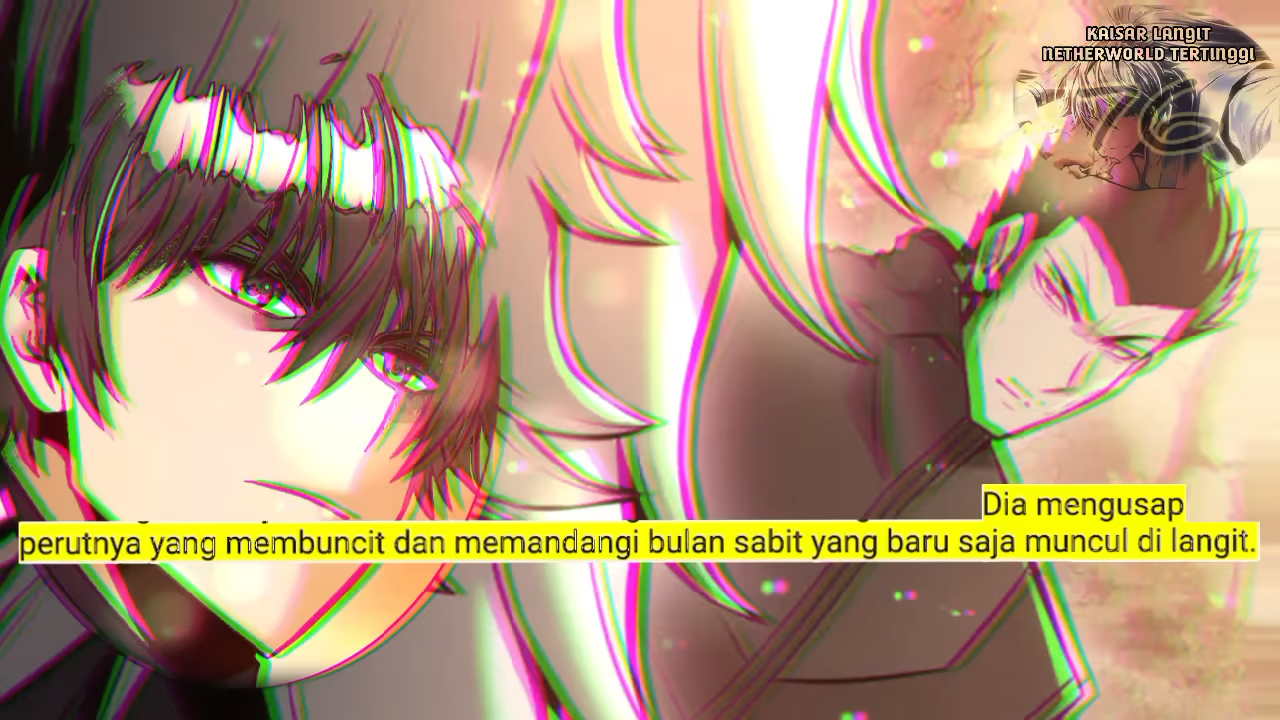 KAISAR LANGIT
NETHERWORLD TERTINGGI
Dia mengusap
perutnya yang membuncit dan memandangi bulan sabit yang baru saja muncul di langit.